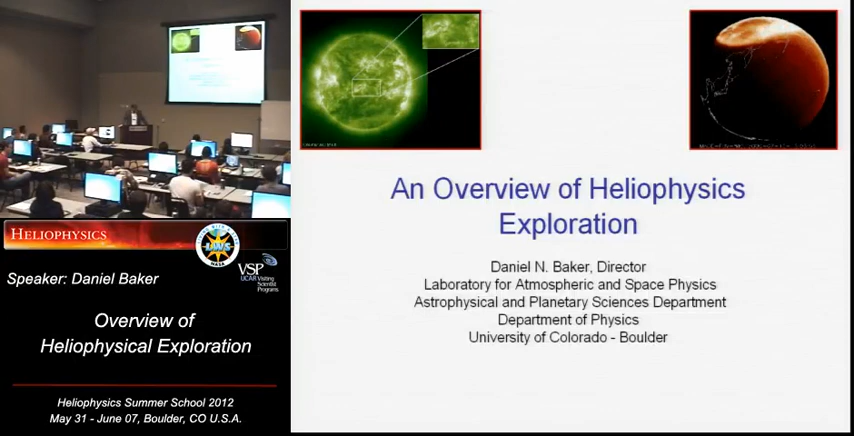 An Overview of Heliophysics
Exploration
Daniel N. Baker, Director
Laboratory for Atmospheric and Space Physics
Astrophysical and Planetary Sciences Department
Department of Physics
University of Colorado - Boulder
HELIOPHYSICS
LWS
NASA
VSP
UCAR Visiting
Scientist
Programs
Speaker: Daniel Baker
Overview of
Heliophysical Exploration
Heliophysics Summer School 2012
May 31 - June 07, Boulder, CO U.S.A.